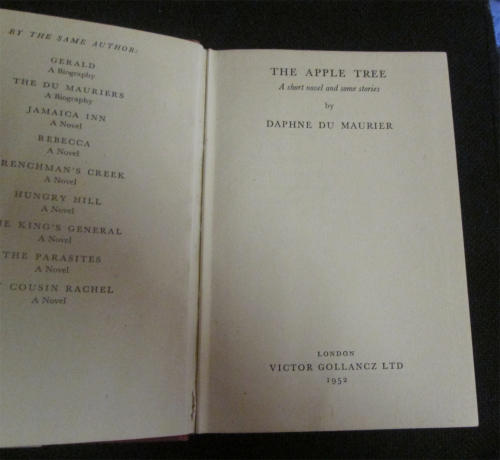 BY THE SAME AUTHOR:
GERALD
A Biography
THE DU MAURIERS
A Biography
JAMAICA INN
A Novel
REBECCA
A Novel
RENCHMAN'S CREEK
A Novel
HUNGRY HILL
A Novel
E KING'S GENERAL
A Novel
THE PARASITES
A Novel
COUSIN RACHEL
A Novel
THE APPLE TREE
A short novel and some stories
by
DAPHNE DU MAURIER
LONDON
VICTOR GOLLANCZ LTD
1952